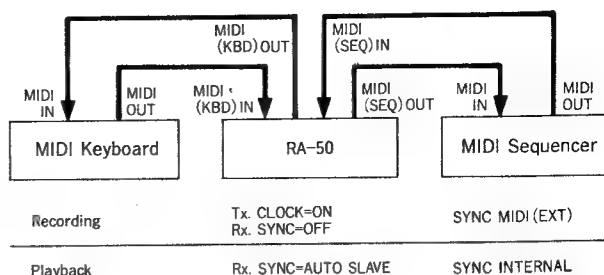 MIDI
(KBD) OUT
MIDI
(SEQ) IN
MIDI
IN
MIDI
OUT
MIDI
(KBD) IN
MIDI
(SEQ) OUT
MIDI
IN
MIDI
OUT
MIDI Keyboard
RA-50
MIDI Sequencer
Recording
Tx. CLOCK=ON
Rx. SYNC=OFF
SYNC MIDI (EXT)
Playback
Rx. SYNC=AUTO SLAVE
SYNC INTERNAL